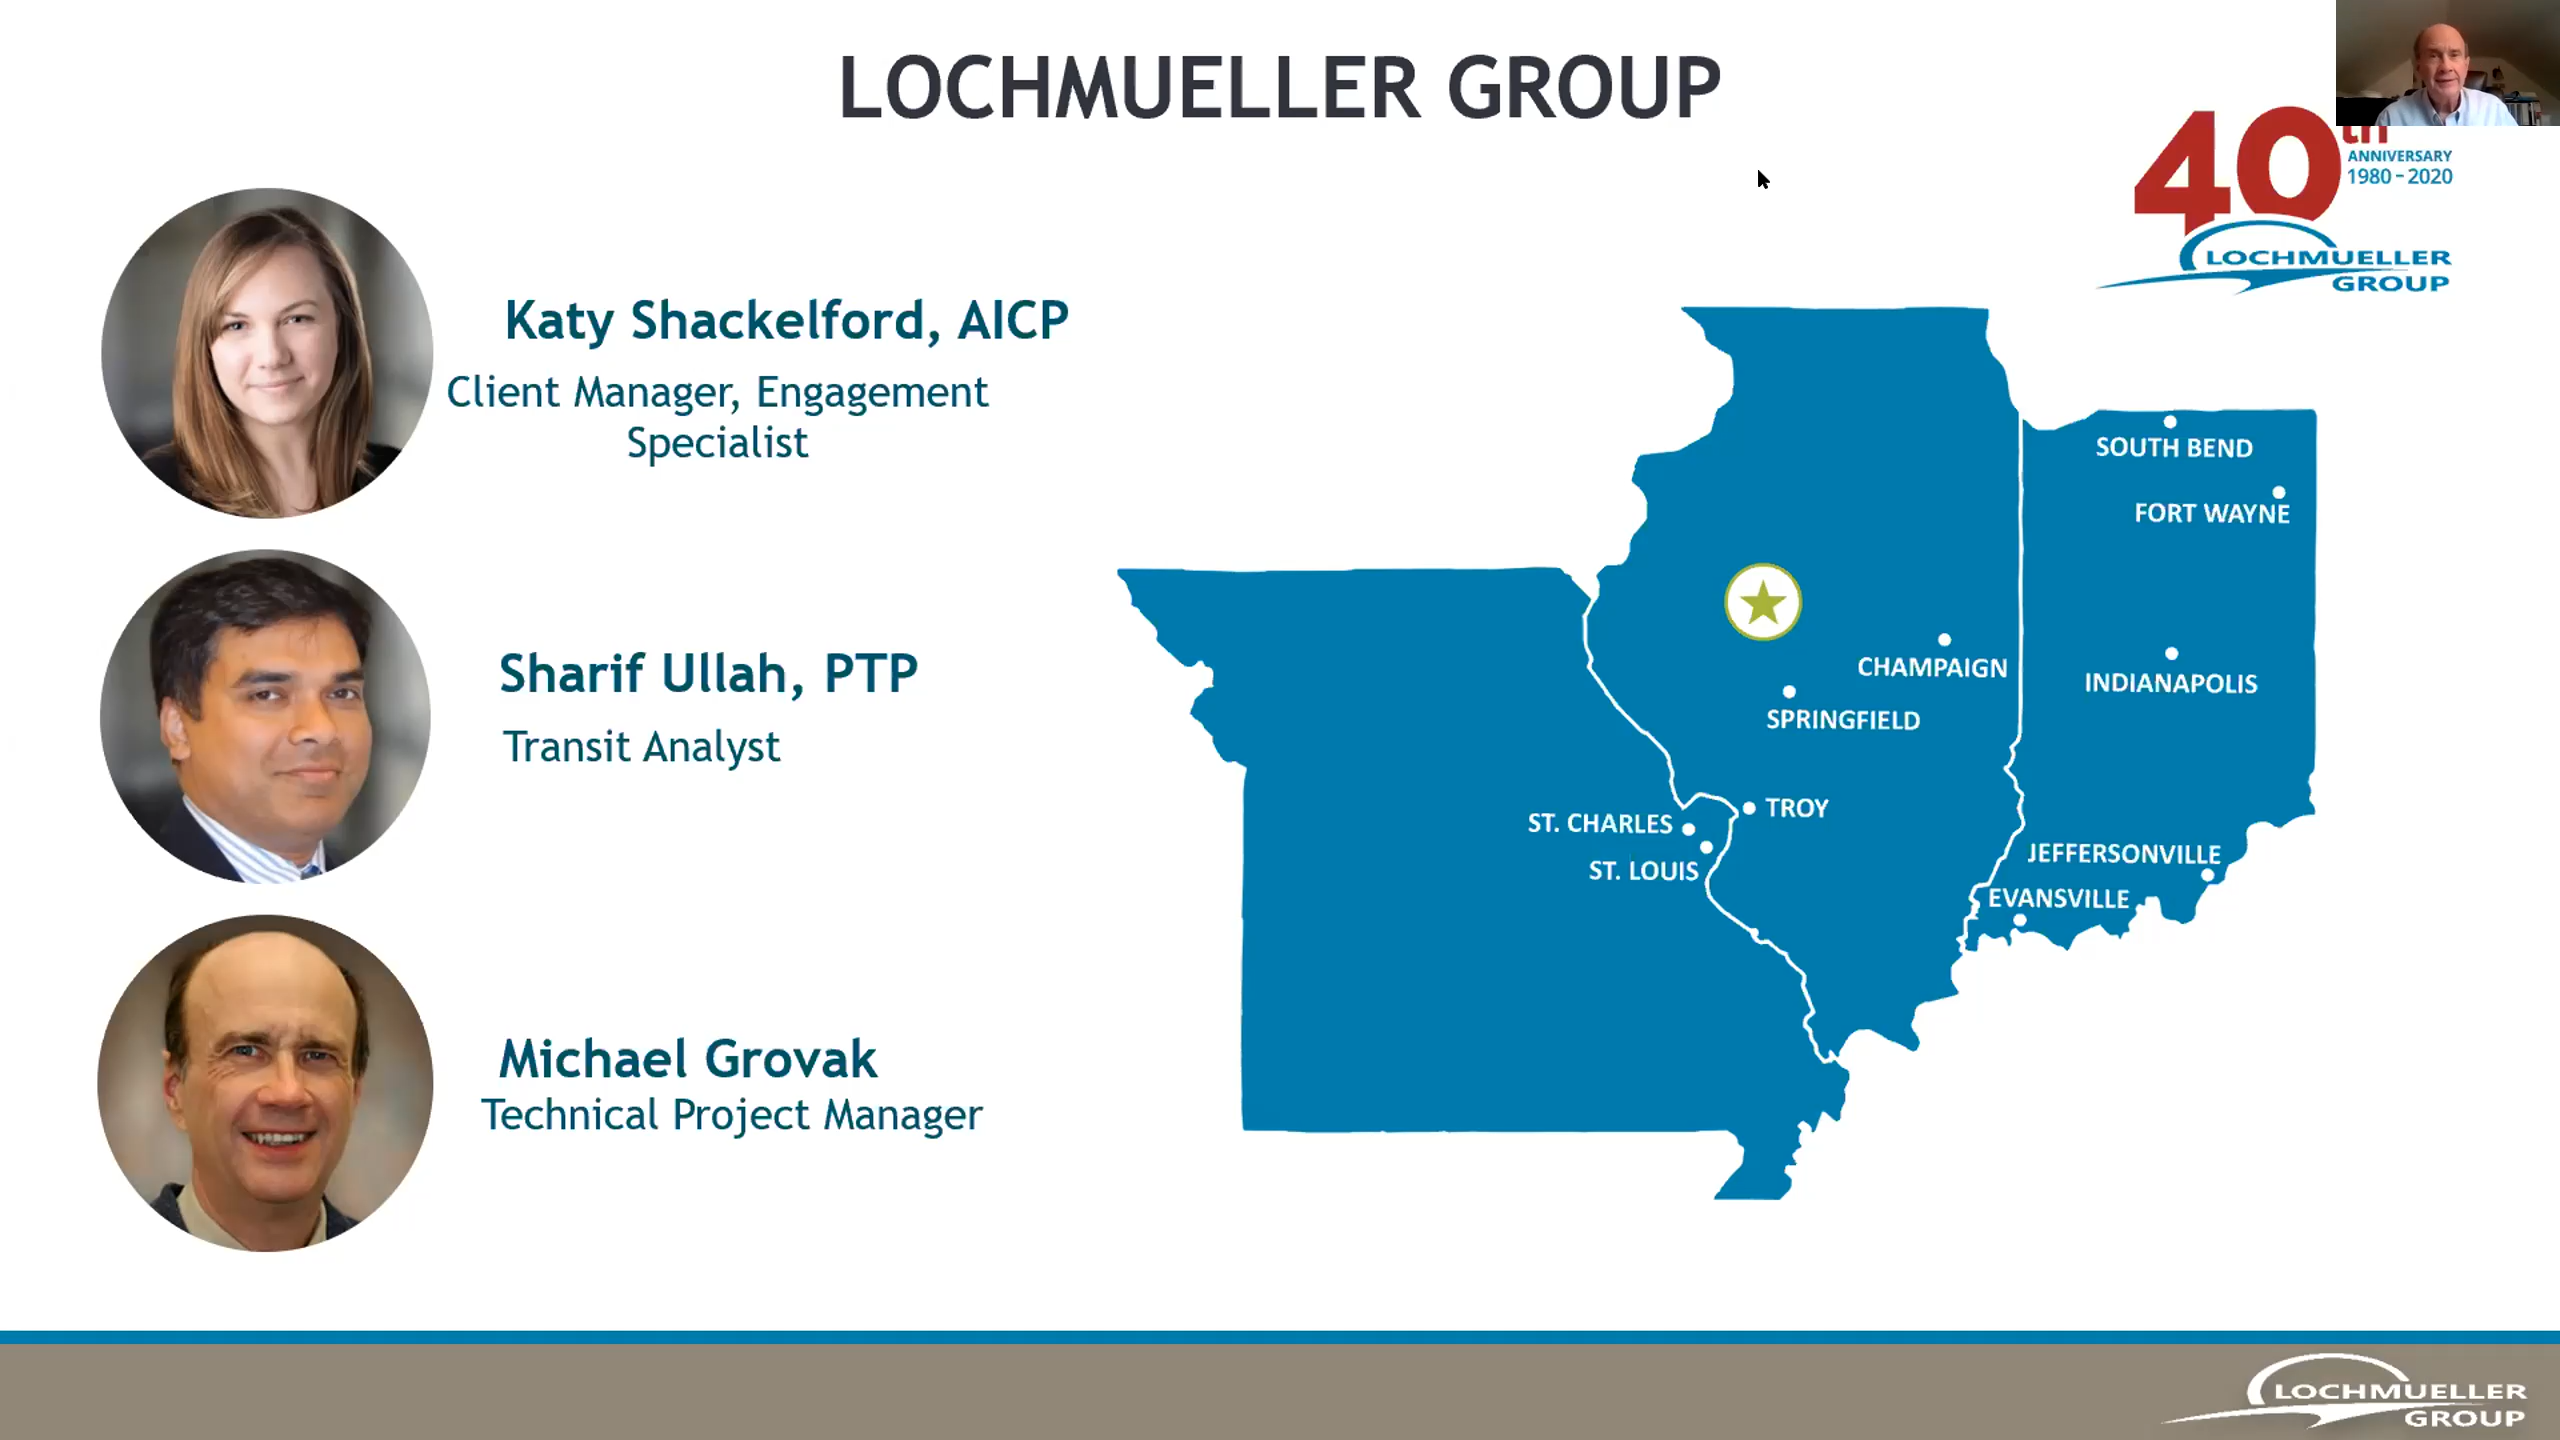 LOCHMUELLER GROUP
40th
ANNIVERSARY
1980-2020
LOCHMUELLER
GROUP
Katy Shackelford, AICP
Client Manager, Engagement
Specialist
Sharif Ullah, PTP
Transit Analyst
Michael Grovak
Technical Project Manager
SOUTH BEND
FORT WAYNE
CHAMPAIGN
INDIANAPOLIS
SPRINGFIELD
TROY
ST. CHARLES
ST. LOUIS
JEFFERSONVILLE
EVANSVILLE
LOCHMUELLER
GROUP